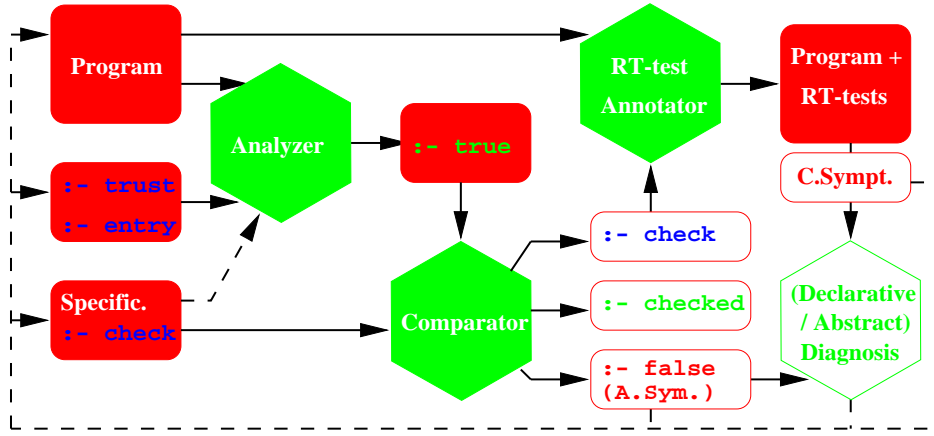 Program
RT-test
Annotator
Program +
RT-tests
Analyzer
:- true
C.Sympt.
:- trust
:- entry
:- check
Specific.
:- check
Comparator
:- checked
(Declarative
/ Abstract)
Diagnosis
:- false
(A.Sym.)